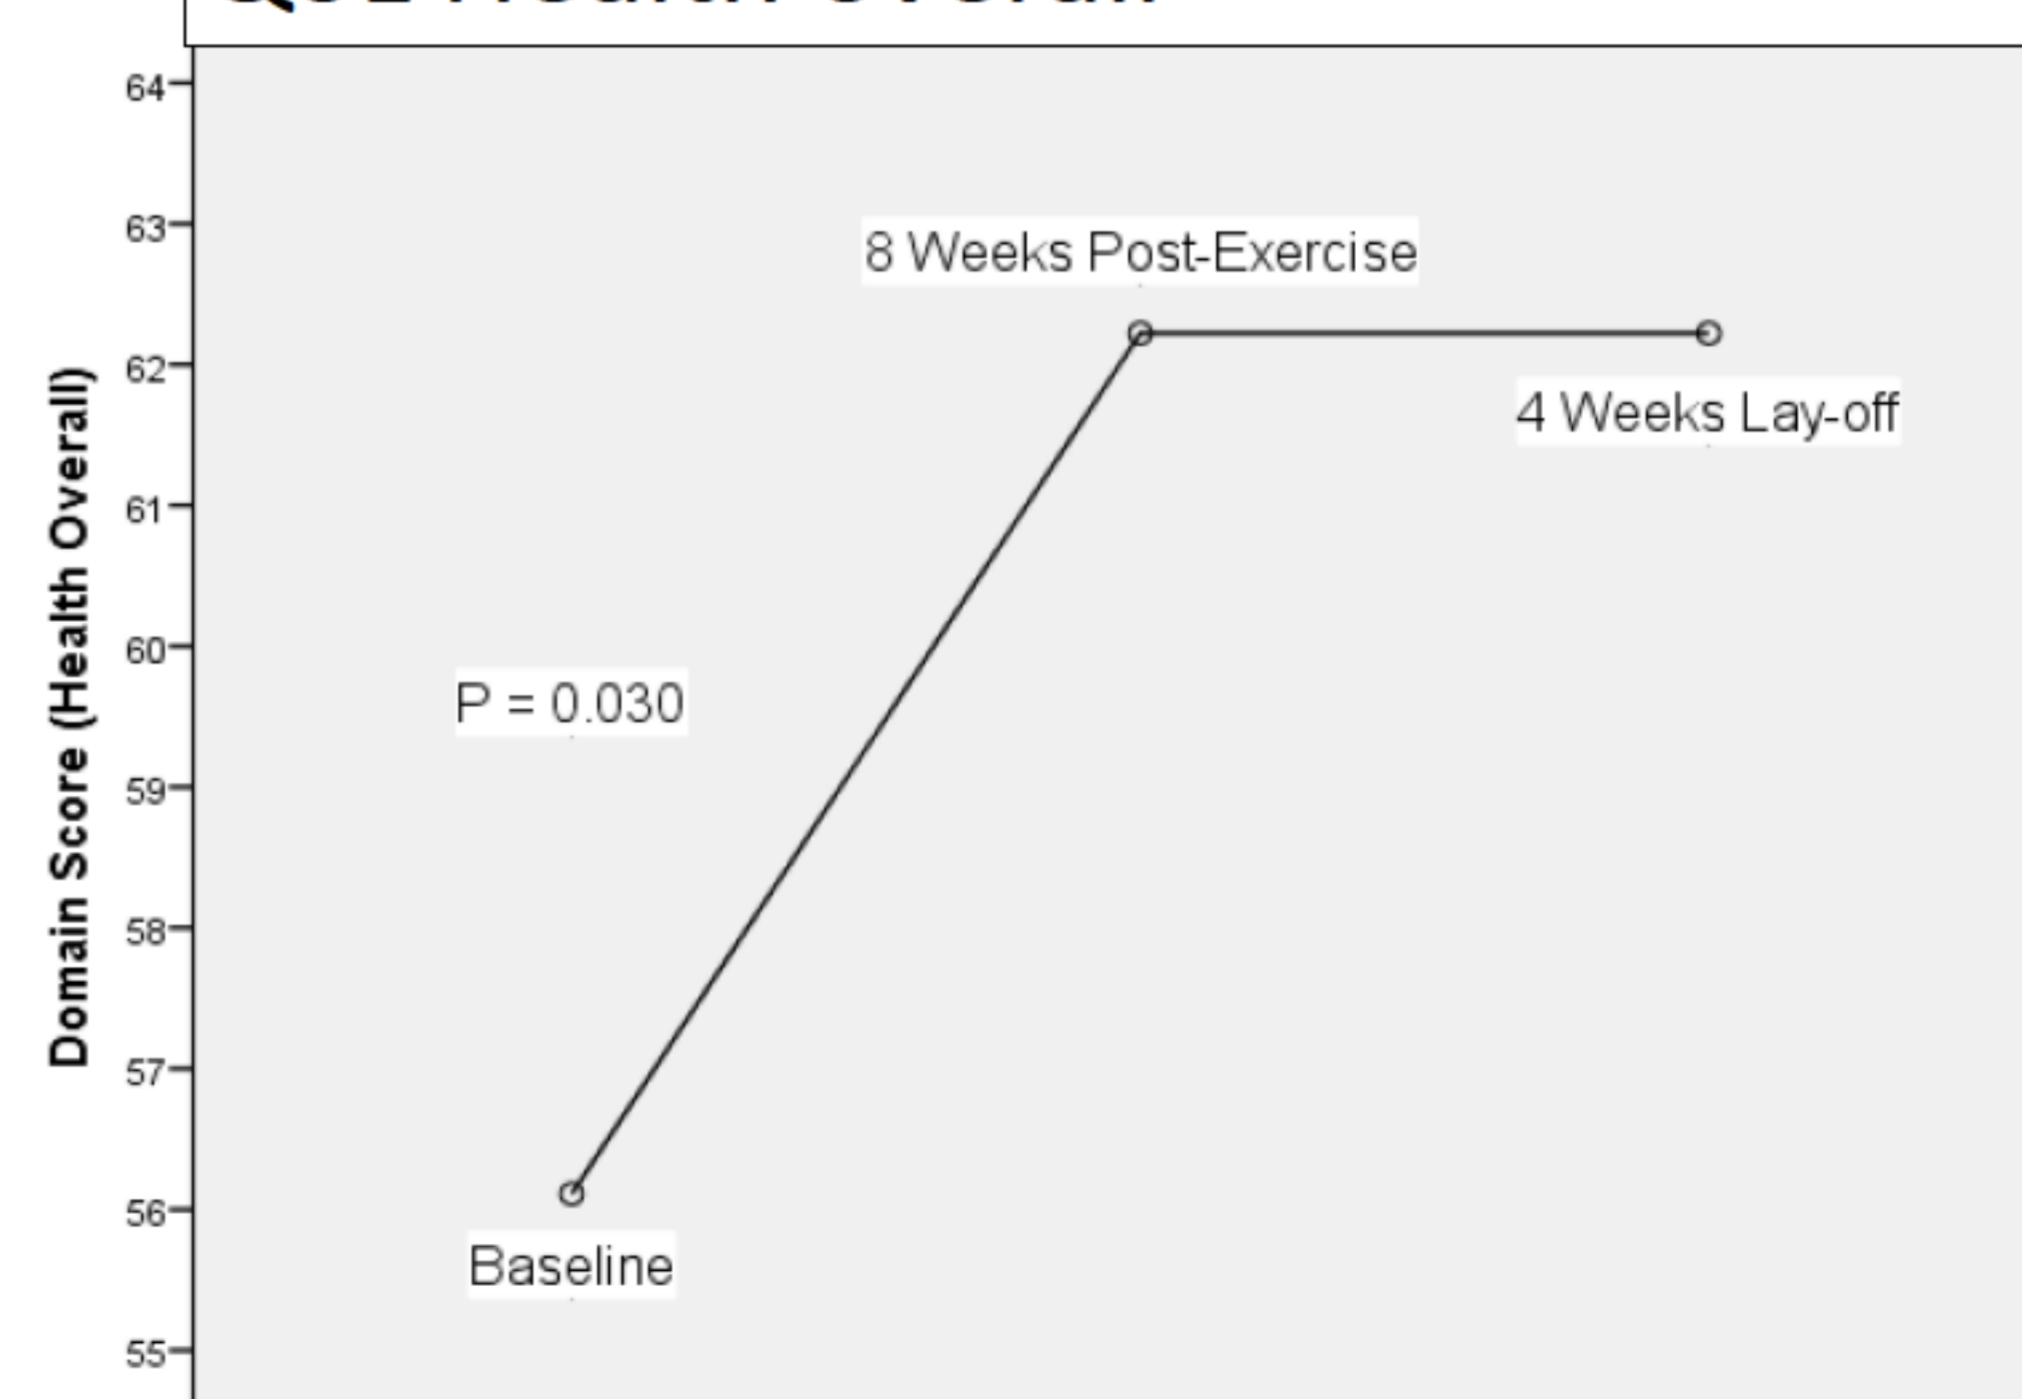 64
63
8 Weeks Post-Exercise
62
4 Weeks Lay-off
61
60
P = 0.030
59
58
57
56
Baseline
55
Domain Score (Health Overall)